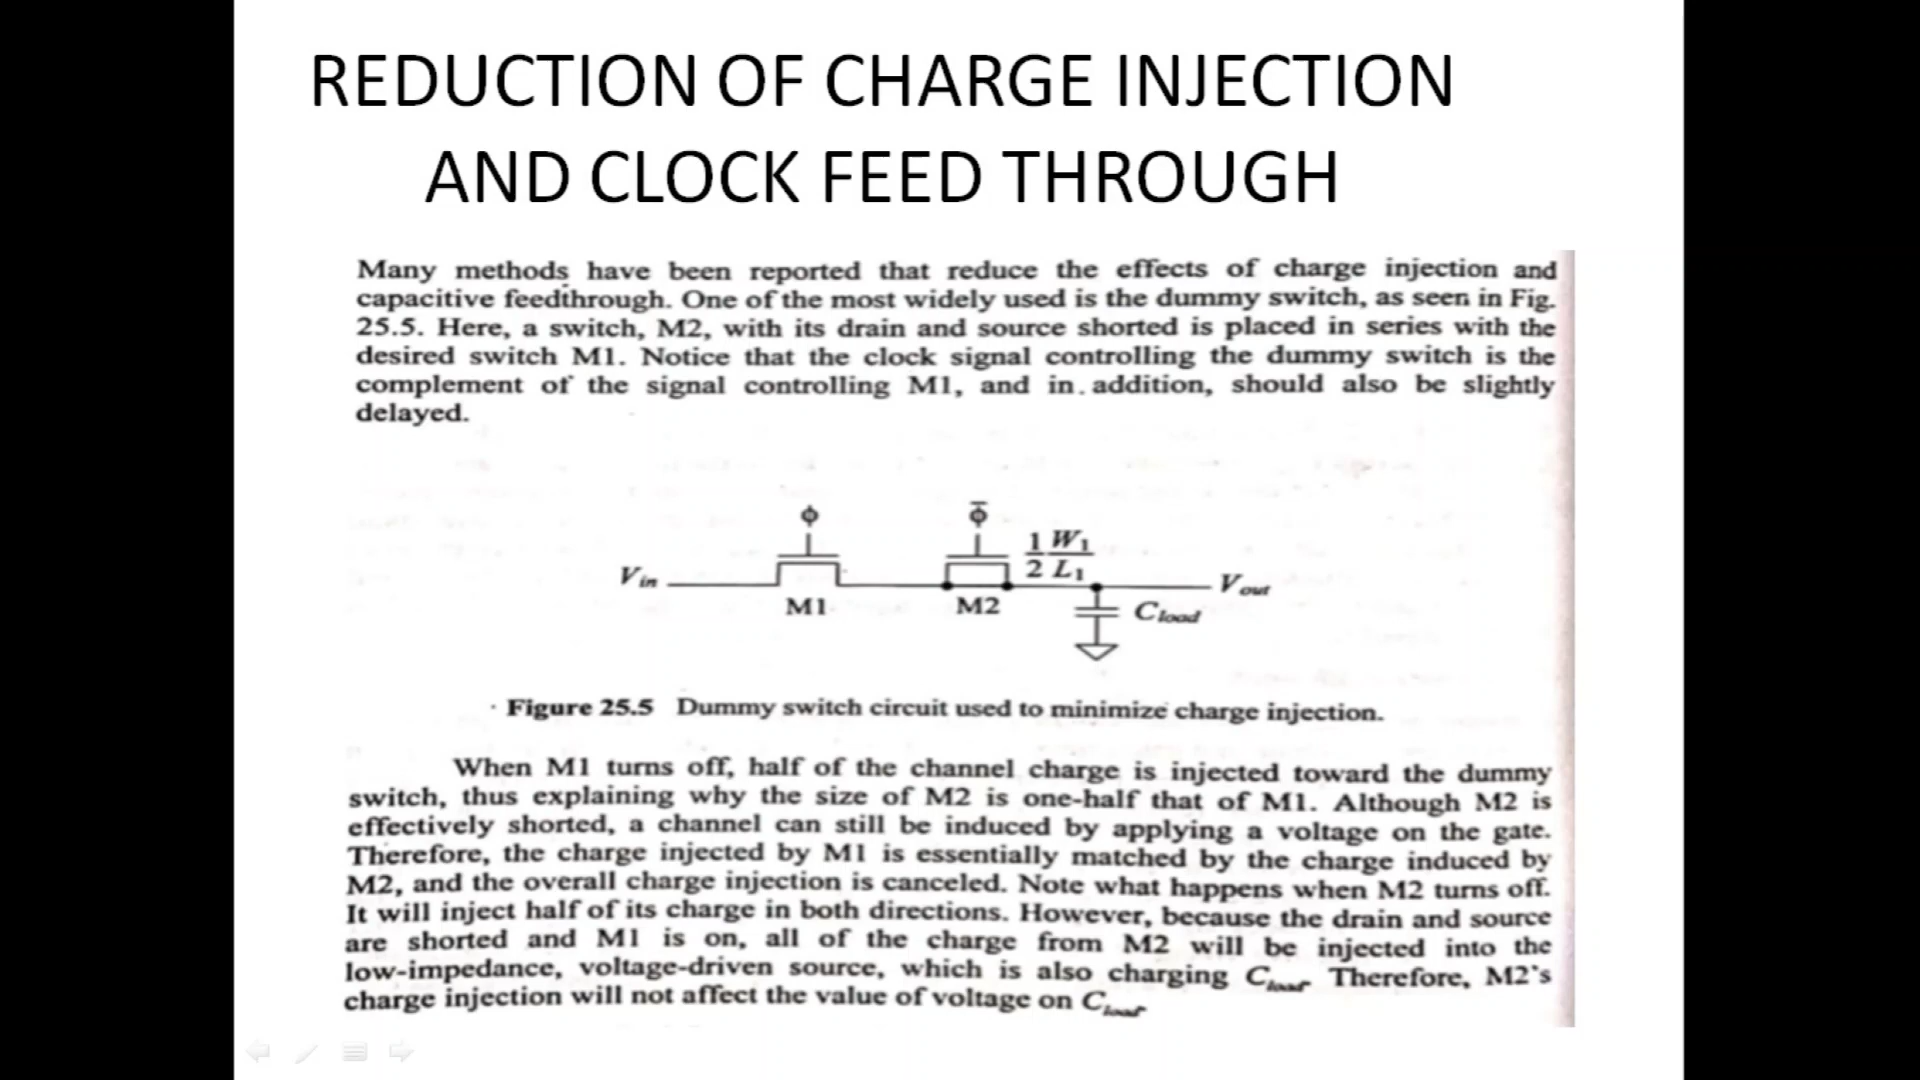 REDUCTION OF CHARGE INJECTION
AND CLOCK FEED THROUGH
Many methods have been reported that reduce the effects of charge injection and
capacitive feedthrough. One of the most widely used is the dummy switch, as seen in Fig.
25.5. Here, a switch, M2, with its drain and source shorted is placed in series with the
desired switch M1. Notice that the clock signal controlling the dummy switch is the
complement of the signal controlling M1, and in addition, should also be slightly
delayed.
ϕ
ϕ̅
1 W₁
2 L₁
Vin
Vout
M1
M2
Cload
Figure 25.5 Dummy switch circuit used to minimize charge injection.
When M1 turns off, half of the channel charge is injected toward the dummy
switch, thus explaining why the size of M2 is one-half that of M1. Although M2 is
effectively shorted, a channel can still be induced by applying a voltage on the gate.
Therefore, the charge injected by M1 is essentially matched by the charge induced by
M2, and the overall charge injection is canceled. Note what happens when M2 turns off.
It will inject half of its charge in both directions. However, because the drain and source
are shorted and M1 is on, all of the charge from M2 will be injected into the
low-impedance, voltage-driven source, which is also charging Cload. Therefore, M2's
charge injection will not affect the value of voltage on Cload.